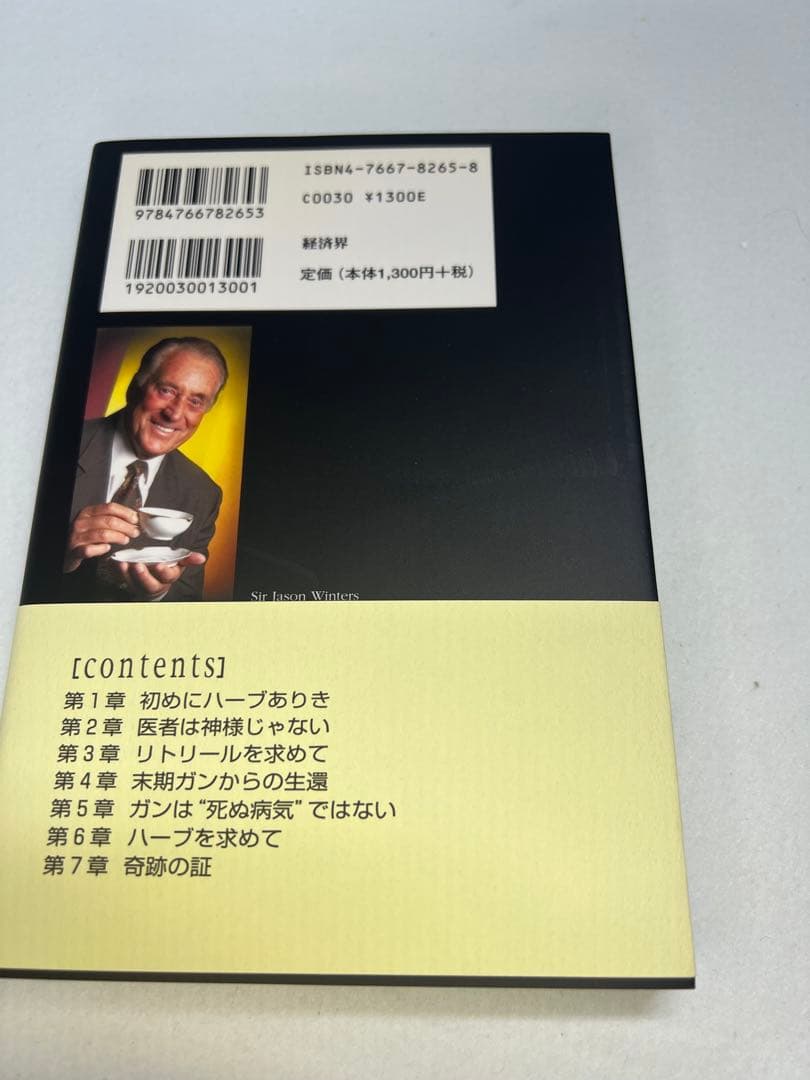 ISBN4-7667-8265-8
C0030 ¥1300E
9784766782653
経済界
定価（本体1,300円+税）
1920030013001
Sir Jason Winters
[contents]
第1章 初めにハーブありき
第2章 医者は神様じゃない
第3章 リトリールを求めて
第4章 末期ガンからの生還
第5章 ガンは“死ぬ病気”ではない
第6章 ハーブを求めて
第7章 奇跡の証